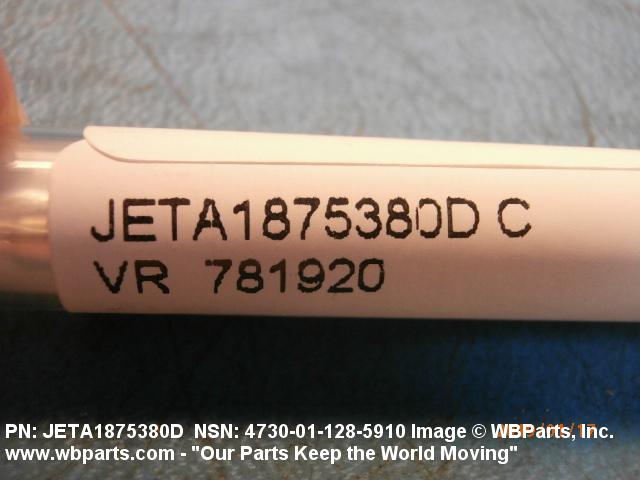 JETA1875380D C
VR 781920
PN: JETA1875380D NSN: 4730-01-128-5910 Image © WBParts, Inc.
www.wbparts.com - "Our Parts Keep the World Moving"